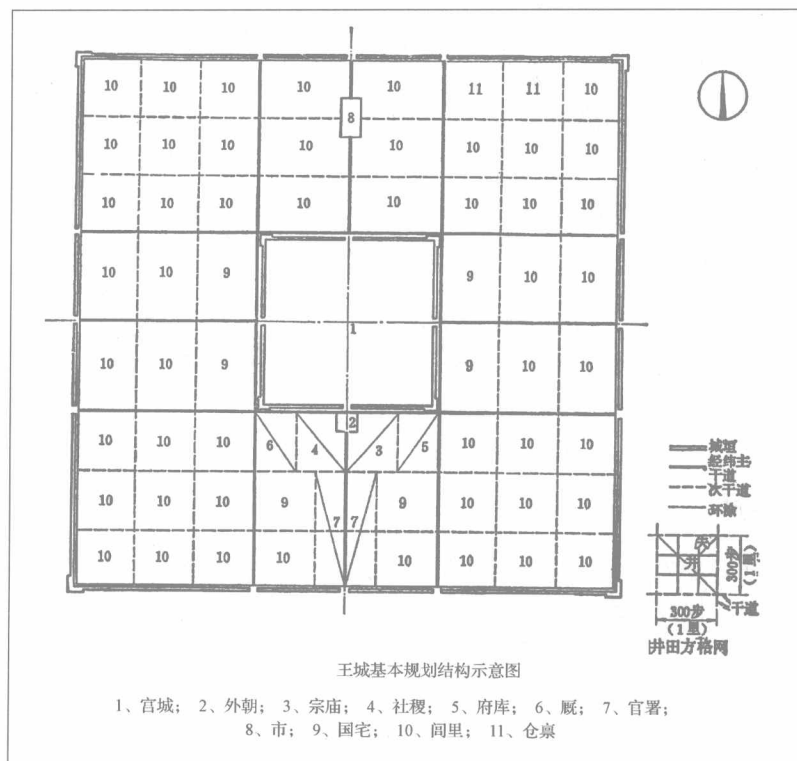 10 10 10 10 10 11 11 10
8
10 10 10 10 10 10 10 10
10 10 10 10 10 10 10 10
10 10 9 9 10 10
1
10 10 9 9 10 10
2
10 10 10 6 4 3 5 10 10 10
10 10 10 9 9 10 10 10
7 7
10 10 10 10 10 10 10 10
城垣
经纬主
干道
次干道
环涂
夫
井
300步
(1里)
干道
300步
(1里)
井田方格网
王城基本规划结构示意图
1、宫城； 2、外朝； 3、宗庙； 4、社稷； 5、府库； 6、厩； 7、官署；
8、市； 9、国宅； 10、闾里； 11、仓禀